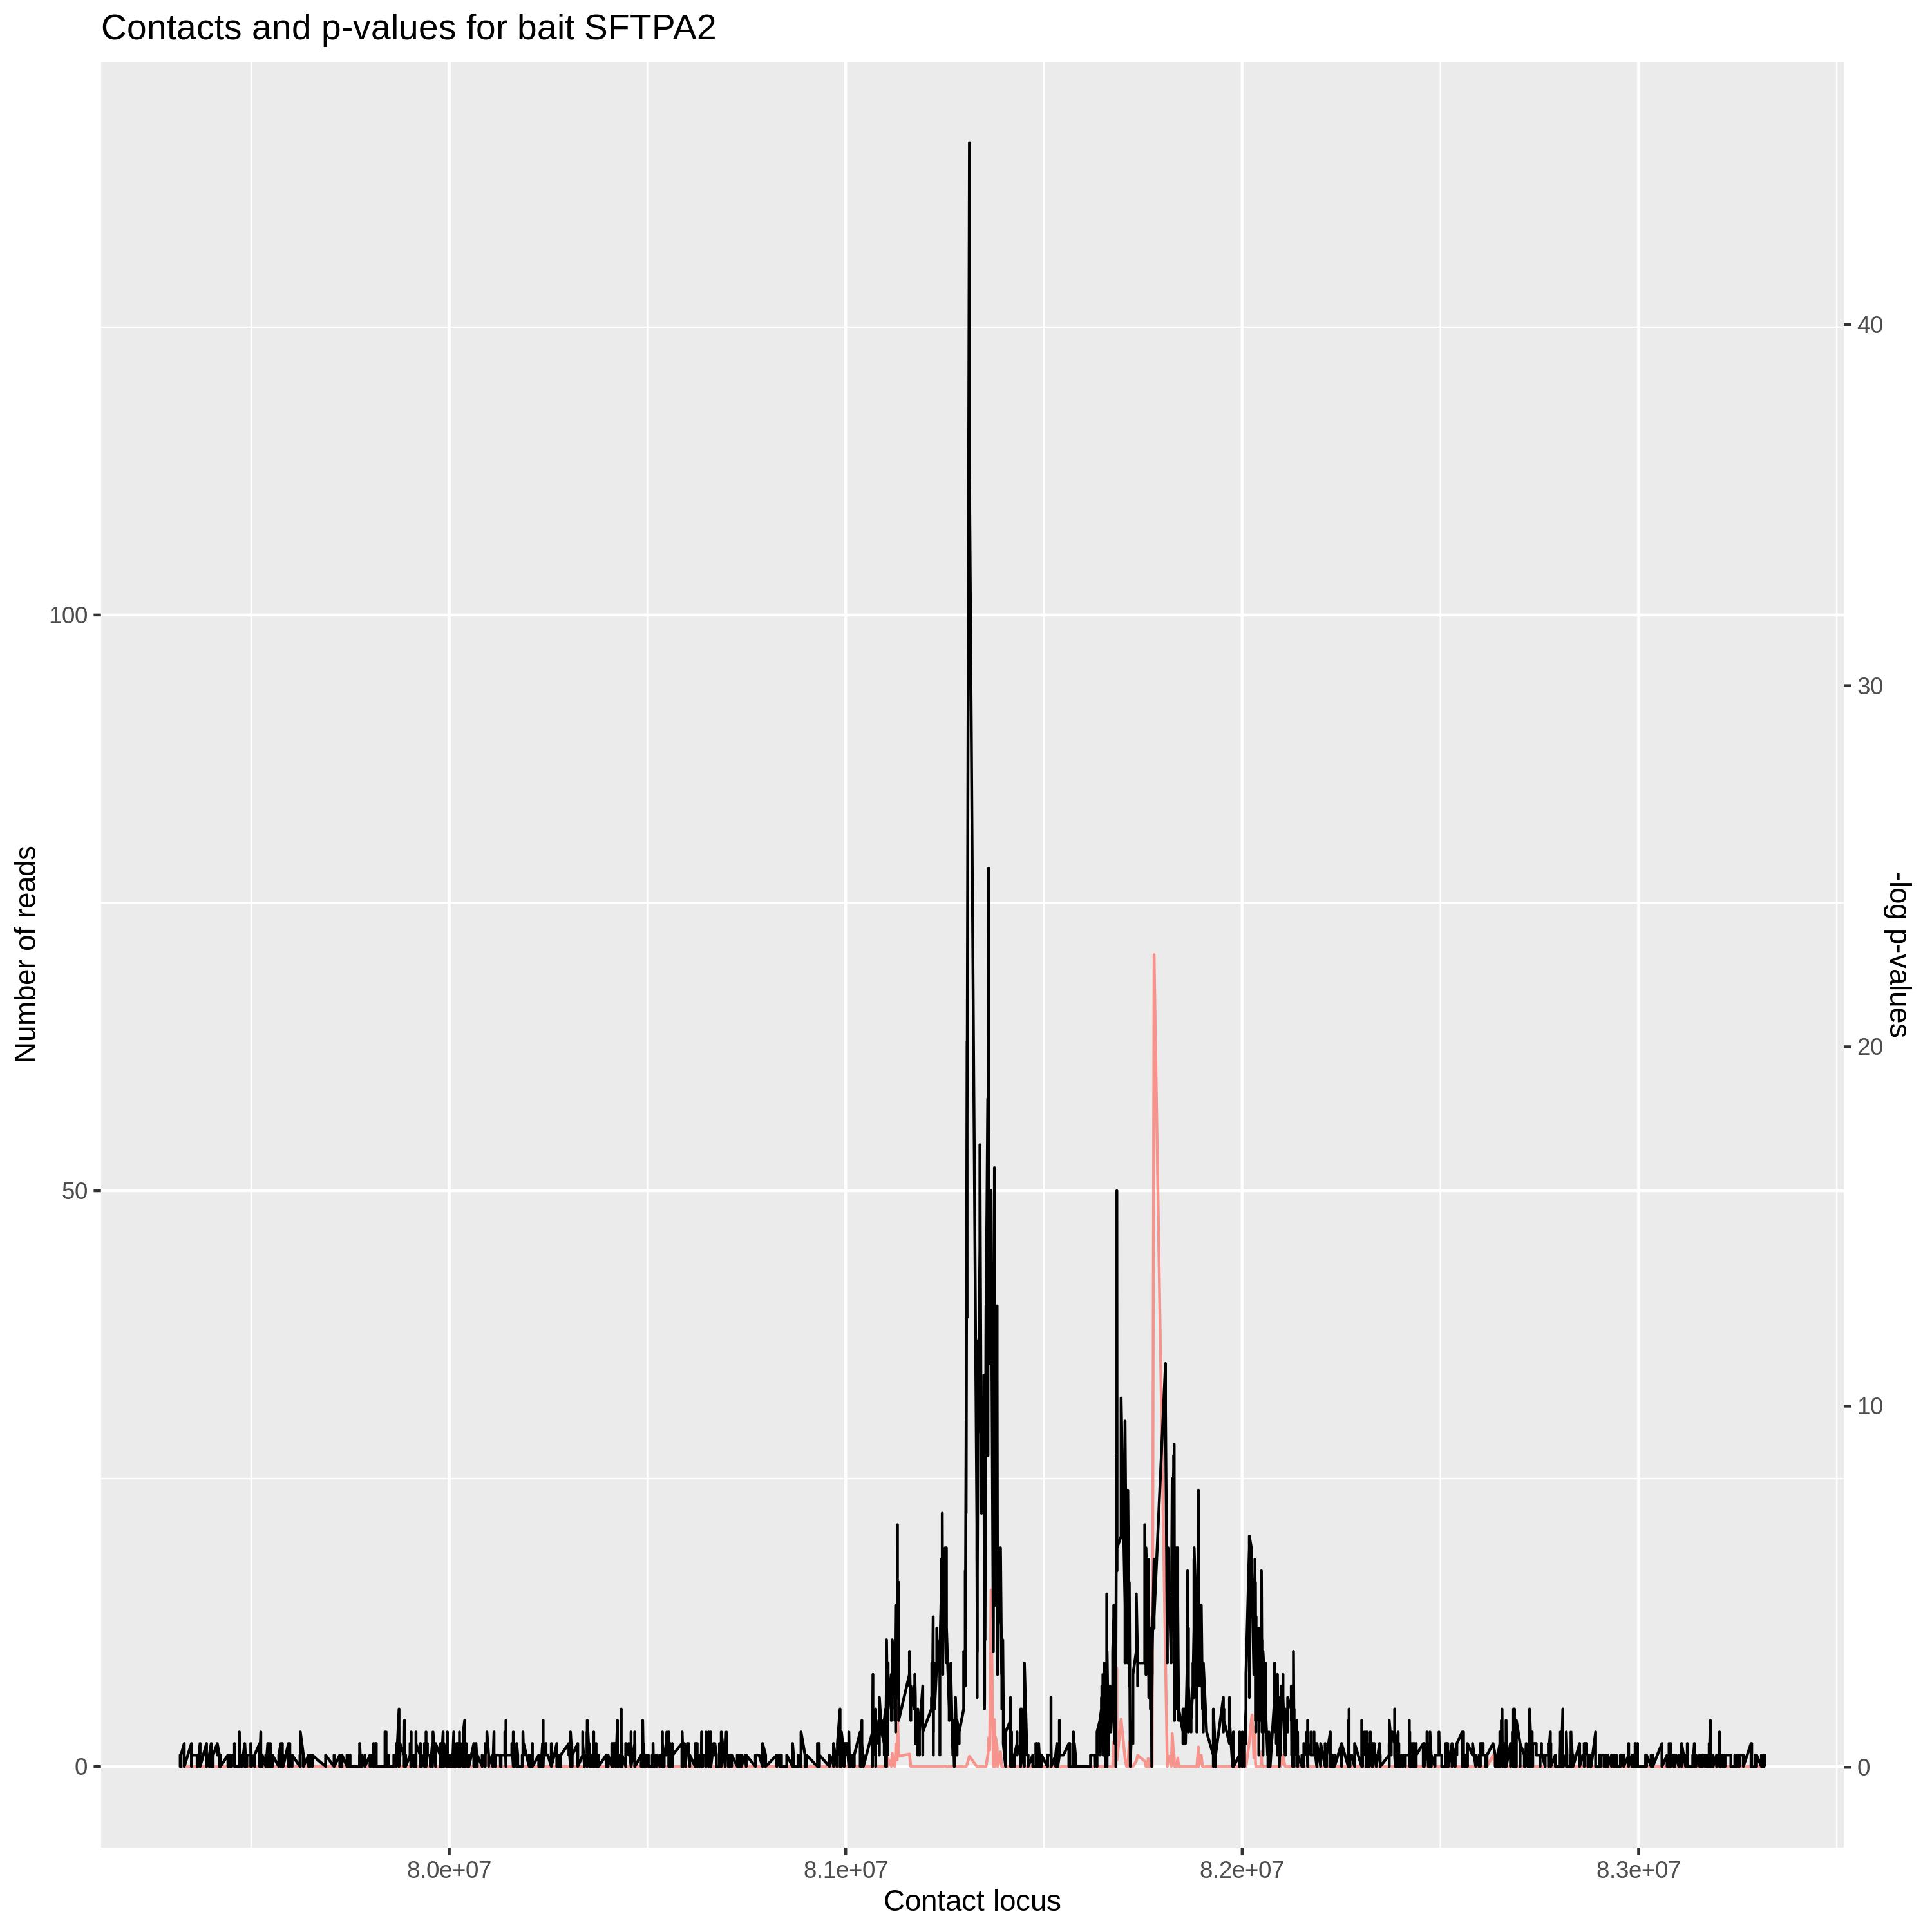 Contacts and p-values for bait SFTPA2
Number of reads
100
50
0
40
30
20
10
0
-log p-values
8.0e+07
8.1e+07
8.2e+07
8.3e+07
Contact locus